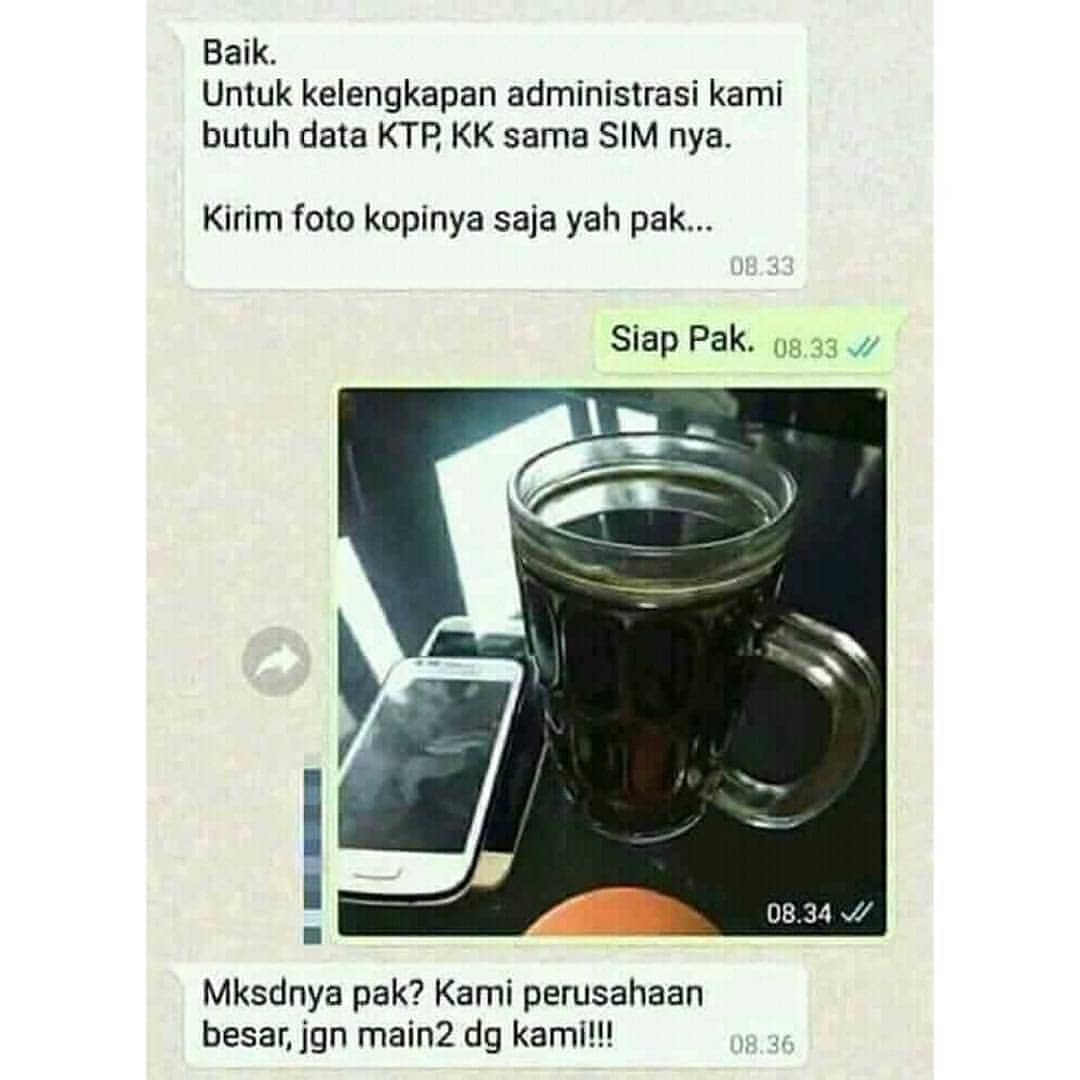 Baik.
Untuk kelengkapan administrasi kami
butuh data KTP, KK sama SIM nya.
Kirim foto kopinya saja yah pak...
08.33
Siap Pak. 08.33
08.34
Mksdnya pak? Kami perusahaan
besar, jgn main2 dg kami!!!
08.36